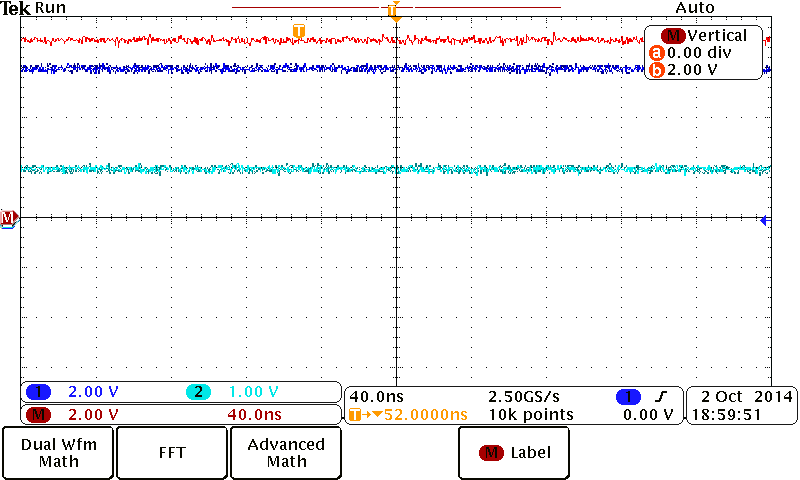 Tek Run Auto
T
T
M Vertical
a 0.00 div
b 2.00 V
M
1 2.00 V 2 1.00 V
M 2.00 V 40.0ns
40.0ns 2.50GS/s 1
T 52.0000ns 10k points 0.00 V
2 Oct 2014
18:59:51
Dual Wfm
Math
FFT
Advanced
Math
M Label